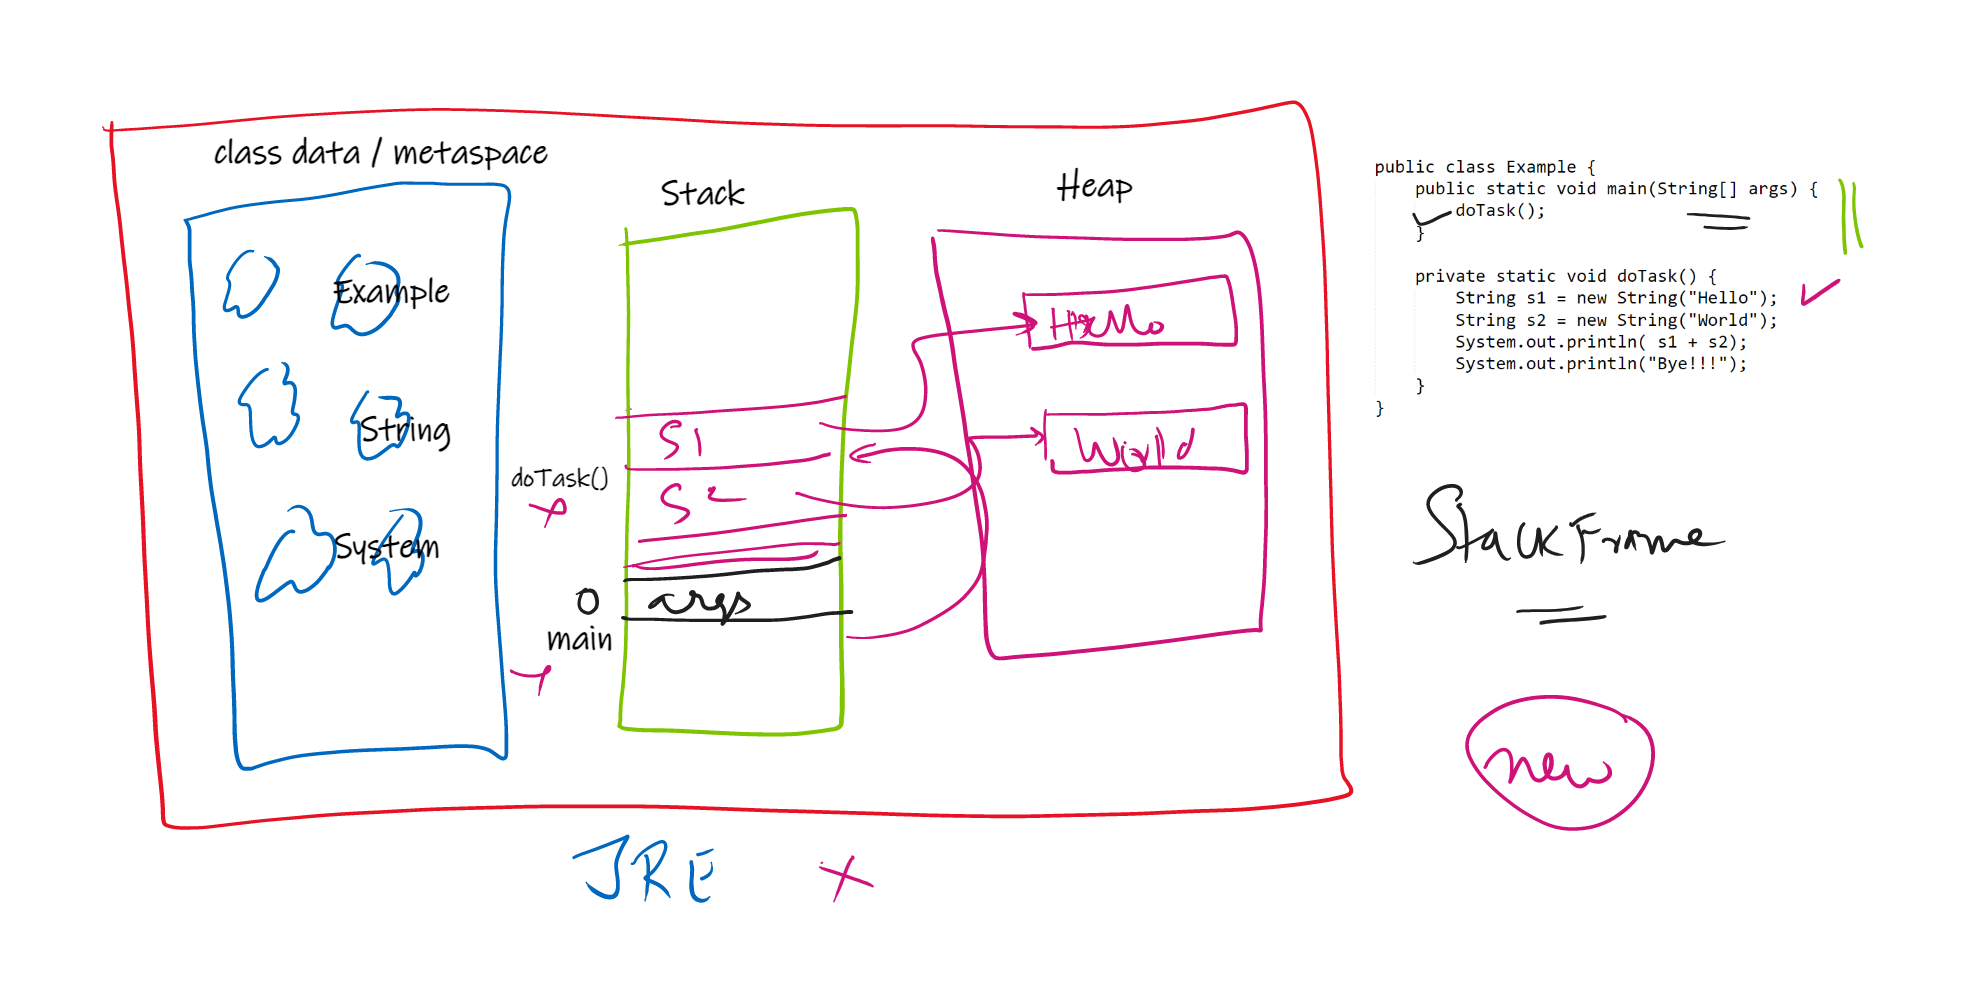 class data / metaspace
Example
String
System
Stack
doTask()
S1
S2
0
args
main
Heap
Hello
World
JRE
public class Example {
public static void main(String[] args) {
doTask();
}
private static void doTask() {
String s1 = new String("Hello");
String s2 = new String("World");
System.out.println( s1 + s2);
System.out.println("Bye!!!");
}
}
StackFrame
new